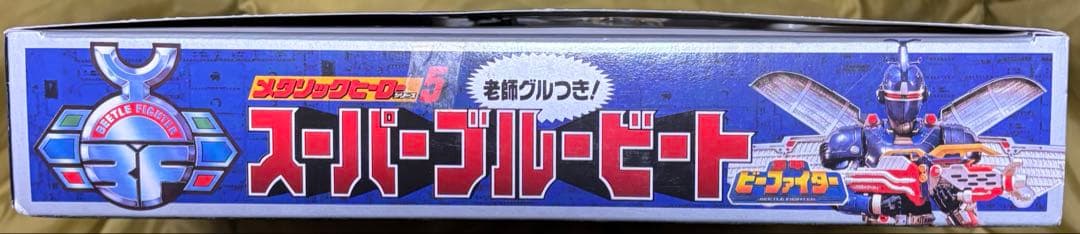 BEETLE FIGHTER
BF
メタリックヒーローシリーズ5
老師グルつき!
スーパーブルービート
重甲
ビーファイター
BEETLE FIGHTER